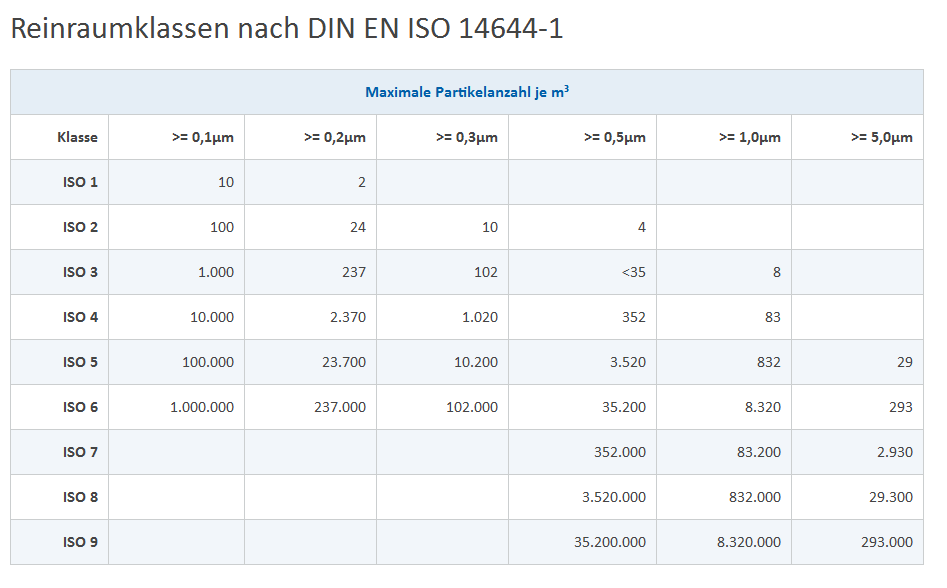 Reinraumklassen nach DIN EN ISO 14644-1
Maximale Partikelanzahl je m³
Klasse >= 0,1µm >= 0,2µm >= 0,3µm >= 0,5µm >= 1,0µm >= 5,0µm
ISO 1 10 2
ISO 2 100 24 10 4
ISO 3 1.000 237 102 <35 8
ISO 4 10.000 2.370 1.020 352 83
ISO 5 100.000 23.700 10.200 3.520 832 29
ISO 6 1.000.000 237.000 102.000 35.200 8.320 293
ISO 7 352.000 83.200 2.930
ISO 8 3.520.000 832.000 29.300
ISO 9 35.200.000 8.320.000 293.000